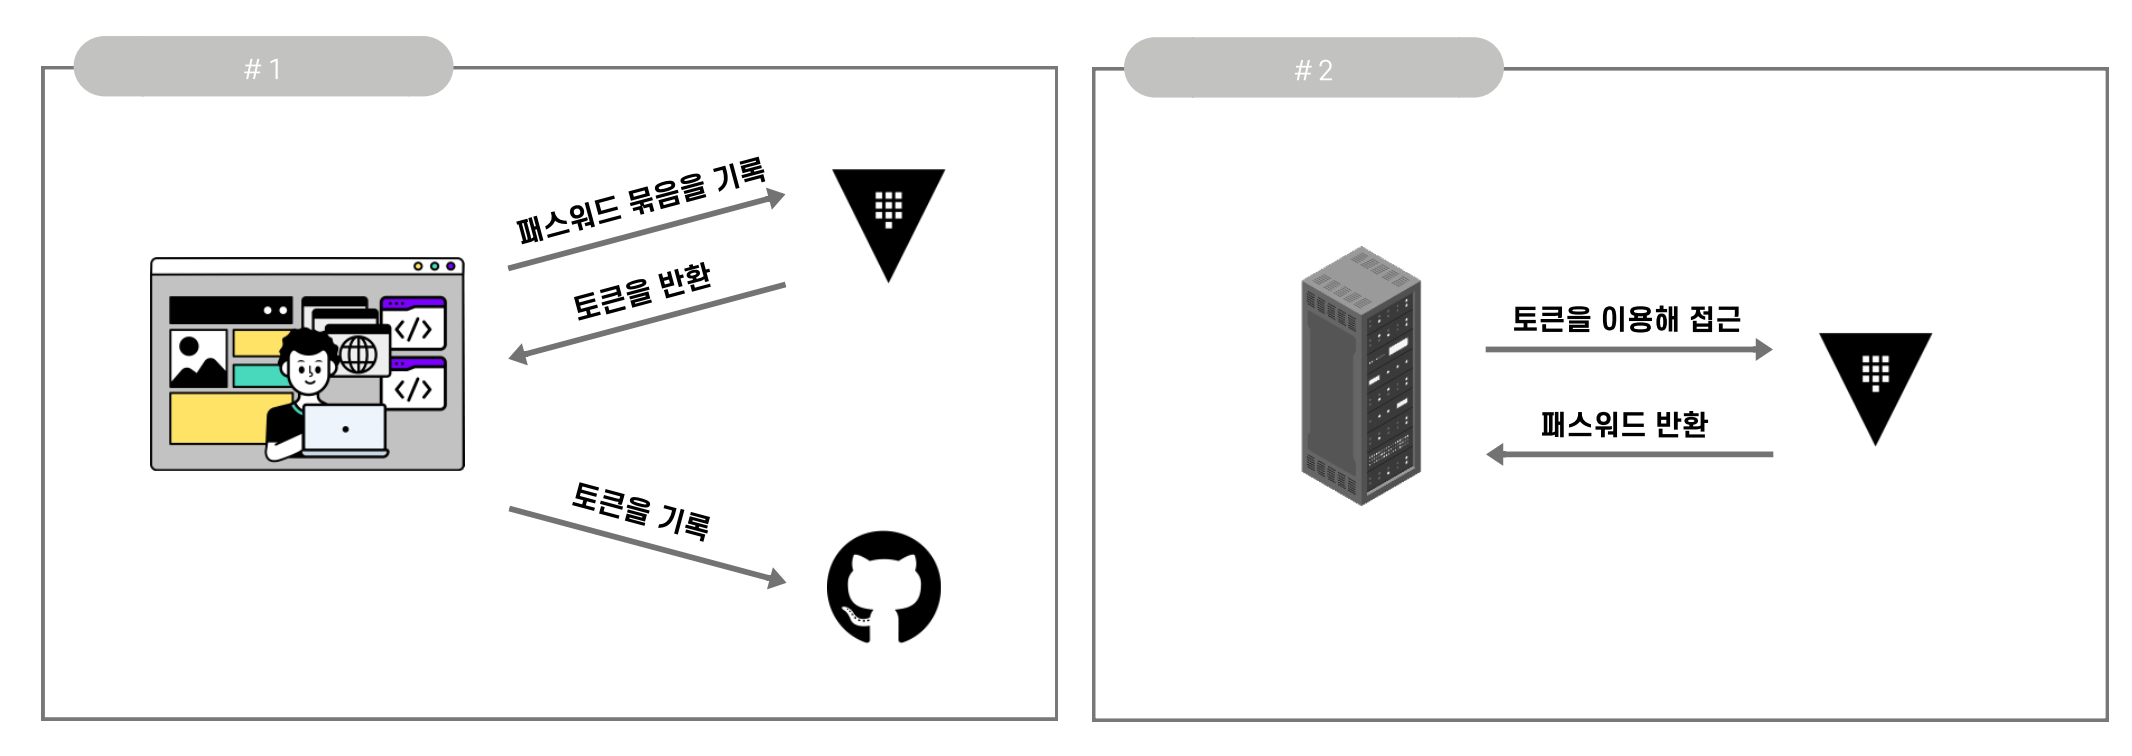 # 1
패스워드 묶음을 기록
토큰을 반환
토큰을 기록
# 2
토큰을 이용해 접근
패스워드 반환